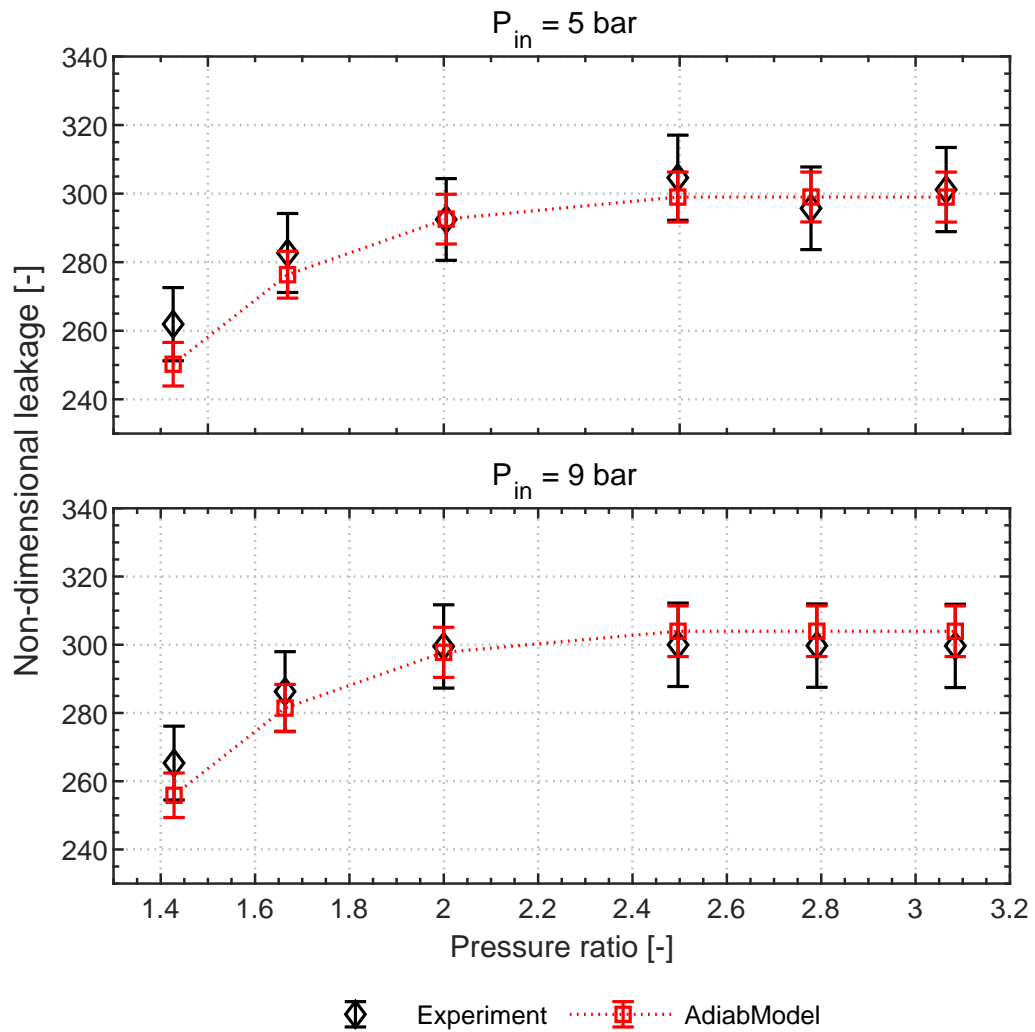 P_in = 5 bar
340
320
300
280
260
240
P_in = 9 bar
340
320
300
280
260
240
1.4 1.6 1.8 2 2.2 2.4 2.6 2.8 3 3.2
Non-dimensional leakage [-]
Pressure ratio [-]
Experiment AdiabModel